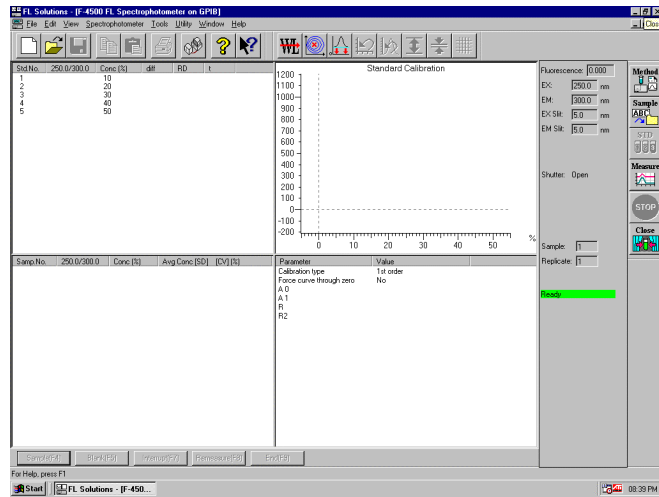 FL Solutions - [F-4500 FL Spectrophotometer on GPIB]
File Edit View Spectrophotometer Tools Utility Window Help
Clos
WL
Std.No. 250.0/300.0 Conc (%) diff RD t
1 10
2 20
3 30
4 40
5 50
Standard Calibration
1200
1100
1000
900
800
700
600
500
400
300
200
100
0
-100
-200
0 10 20 30 40 50 %
Fluorescence: 0.000
EX: 250.0 nm
EM: 300.0 nm
EX Slit: 5.0 nm
EM Slit: 5.0 nm
Shutter: Open
Sample: 1
Replicate: 1
Ready
Method
Sample
ABC
STD
Measure
STOP
Close
Samp.No. 250.0/300.0 Conc (%) Avg Conc [SD] [CV] (%)
Parameter Value
Calibration type 1st order
Force curve through zero No
A 0
A 1
R
R2
Sample(F4) Blank(F5) Interrupt(F7) Remeasure(F8) End(F9)
For Help, press F1
Start FL Solutions - [F-450... 08:39 PM